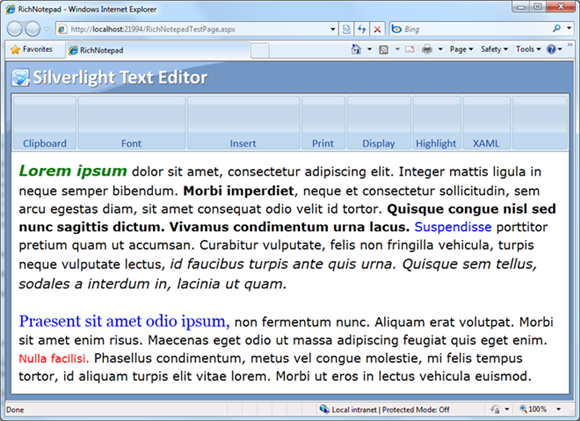 RichNotepad - Windows Internet Explorer
http://localhost:21994/RichNotepadTestPage.aspx
Bing
Favorites RichNotepad Page Safety Tools
Silverlight Text Editor
Clipboard Font Insert Print Display Highlight XAML
Lorem ipsum dolor sit amet, consectetur adipiscing elit. Integer mattis ligula in
neque semper bibendum. Morbi imperdiet, neque et consectetur sollicitudin, sem
arcu egestas diam, sit amet consequat odio velit id tortor. Quisque congue nisl sed
nunc sagittis dictum. Vivamus condimentum urna lacus. Suspendisse porttitor
pretium quam ut accumsan. Curabitur vulputate, felis non fringilla vehicula, turpis
neque vulputate lectus, id faucibus turpis ante quis urna. Quisque sem tellus,
sodales a interdum in, lacinia ut quam.
Praesent sit amet odio ipsum, non fermentum nunc. Aliquam erat volutpat. Morbi
sit amet enim risus. Maecenas eget odio ut massa adipiscing feugiat quis eget enim.
Nulla facilisi. Phasellus condimentum, metus vel congue molestie, mi felis tempus
tortor, id aliquam turpis elit vitae lorem. Morbi ut eros in lectus vehicula euismod.
Done Local intranet | Protected Mode: Off 100%